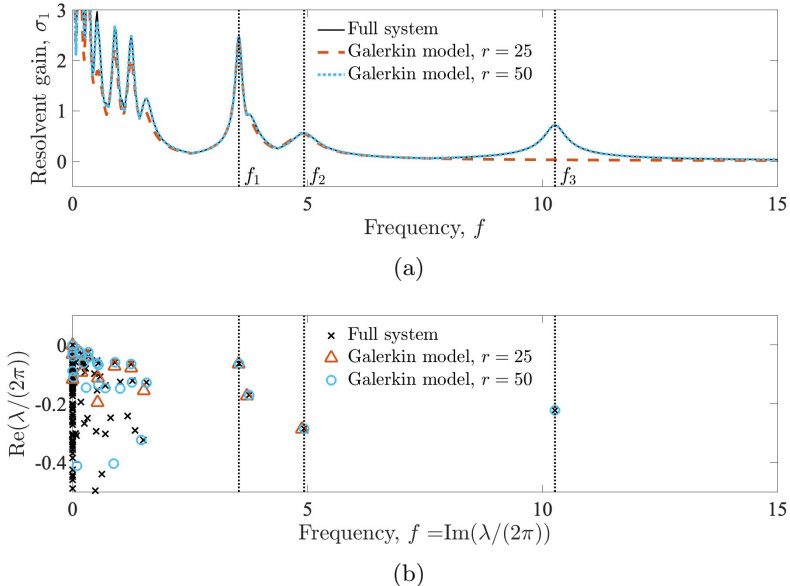 3
Full system
Galerkin model, r = 25
Galerkin model, r = 50
2
1
0
Resolvent gain, σ₁
f₁
f₂
f₃
0
5
10
15
Frequency, f
(a)
0
Full system
Galerkin model, r = 25
Galerkin model, r = 50
-0.2
-0.4
Re(λ/(2π))
0
5
10
15
Frequency, f =Im(λ/(2π))
(b)